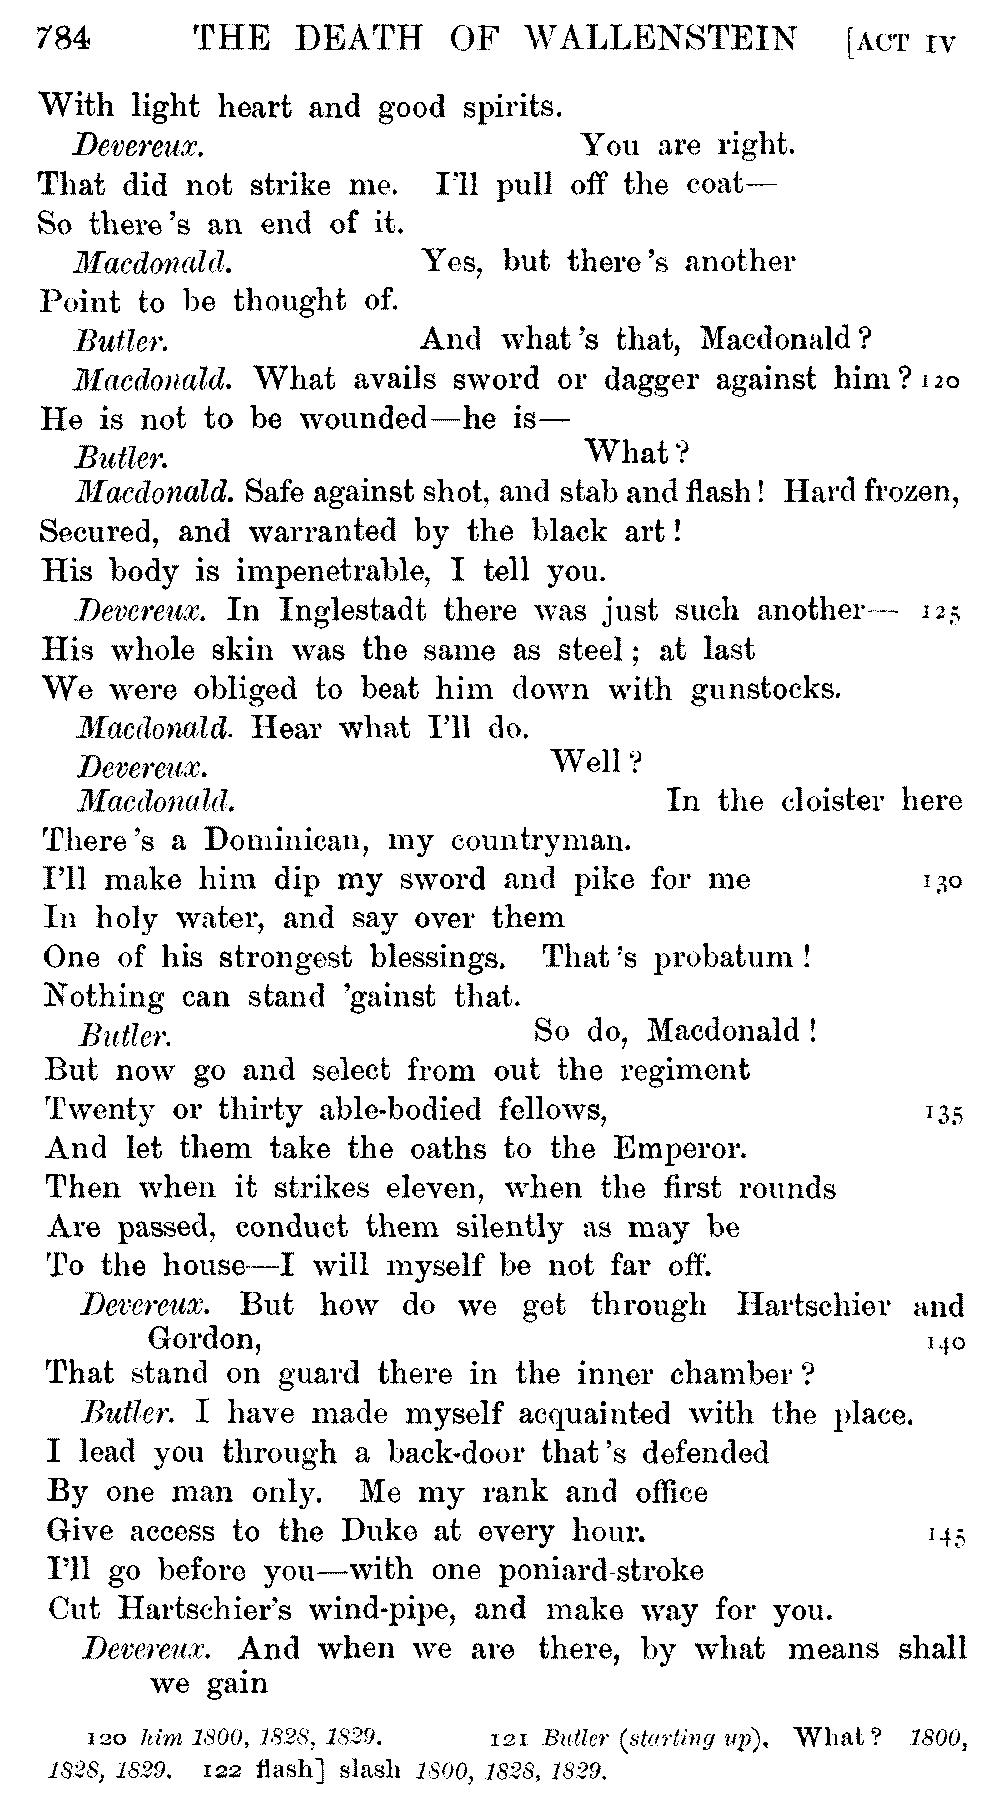 784 THE DEATH OF WALLENSTEIN [ACT IV
With light heart and good spirits.
Devereux. You are right.
That did not strike me. I'll pull off the coat—
So there's an end of it.
Macdonald. Yes, but there's another
Point to be thought of.
Butler. And what's that, Macdonald?
Macdonald. What avails sword or dagger against him? 120
He is not to be wounded—he is—
Butler. What?
Macdonald. Safe against shot, and stab and flash! Hard frozen,
Secured, and warranted by the black art!
His body is impenetrable, I tell you.
Devereux. In Inglestadt there was just such another— 125
His whole skin was the same as steel; at last
We were obliged to beat him down with gunstocks.
Macdonald. Hear what I'll do.
Devereux. Well?
Macdonald. In the cloister here
There's a Dominican, my countryman.
I'll make him dip my sword and pike for me 130
In holy water, and say over them
One of his strongest blessings. That's probatum!
Nothing can stand 'gainst that.
Butler. So do, Macdonald!
But now go and select from out the regiment
Twenty or thirty able-bodied fellows, 135
And let them take the oaths to the Emperor.
Then when it strikes eleven, when the first rounds
Are passed, conduct them silently as may be
To the house—I will myself be not far off.
Devereux. But how do we get through Hartschier and
Gordon, 140
That stand on guard there in the inner chamber?
Butler. I have made myself acquainted with the place.
I lead you through a back-door that's defended
By one man only. Me my rank and office
Give access to the Duke at every hour. 145
I'll go before you—with one poniard-stroke
Cut Hartschier's wind-pipe, and make way for you.
Devereux. And when we are there, by what means shall
we gain
120 him 1800, 1828, 1829. 121 Butler (starting up). What? 1800,
1828, 1829. 122 flash] slash 1800, 1828, 1829.